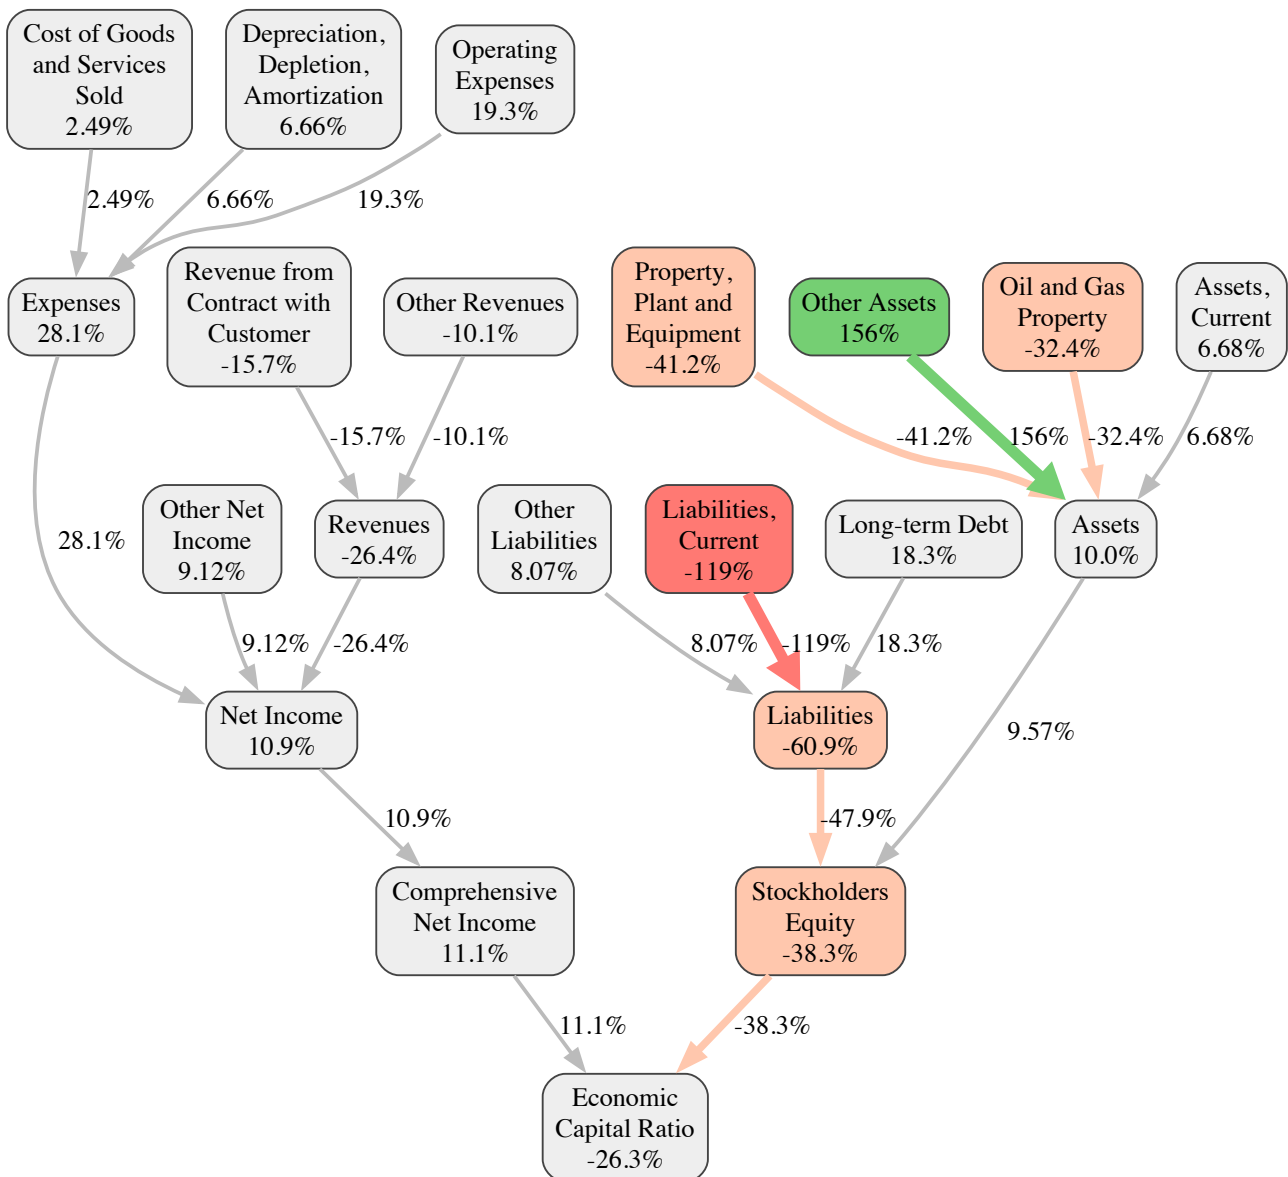 Cost of Goods
and Services
Sold
2.49%
Depreciation,
Depletion,
Amortization
6.66%
Operating
Expenses
19.3%
2.49%
6.66%
19.3%
Expenses
28.1%
Revenue from
Contract with
Customer
-15.7%
Other Revenues
-10.1%
Property,
Plant and
Equipment
-41.2%
Other Assets
156%
Oil and Gas
Property
-32.4%
Assets,
Current
6.68%
-15.7%
-10.1%
-41.2%
156%
-32.4%
6.68%
28.1%
Other Net
Income
9.12%
Revenues
-26.4%
Other
Liabilities
8.07%
Liabilities,
Current
-119%
Long-term Debt
18.3%
Assets
10.0%
9.12%
-26.4%
8.07%
-119%
18.3%
9.57%
Net Income
10.9%
Liabilities
-60.9%
10.9%
-47.9%
Comprehensive
Net Income
11.1%
Stockholders
Equity
-38.3%
11.1%
-38.3%
Economic
Capital Ratio
-26.3%